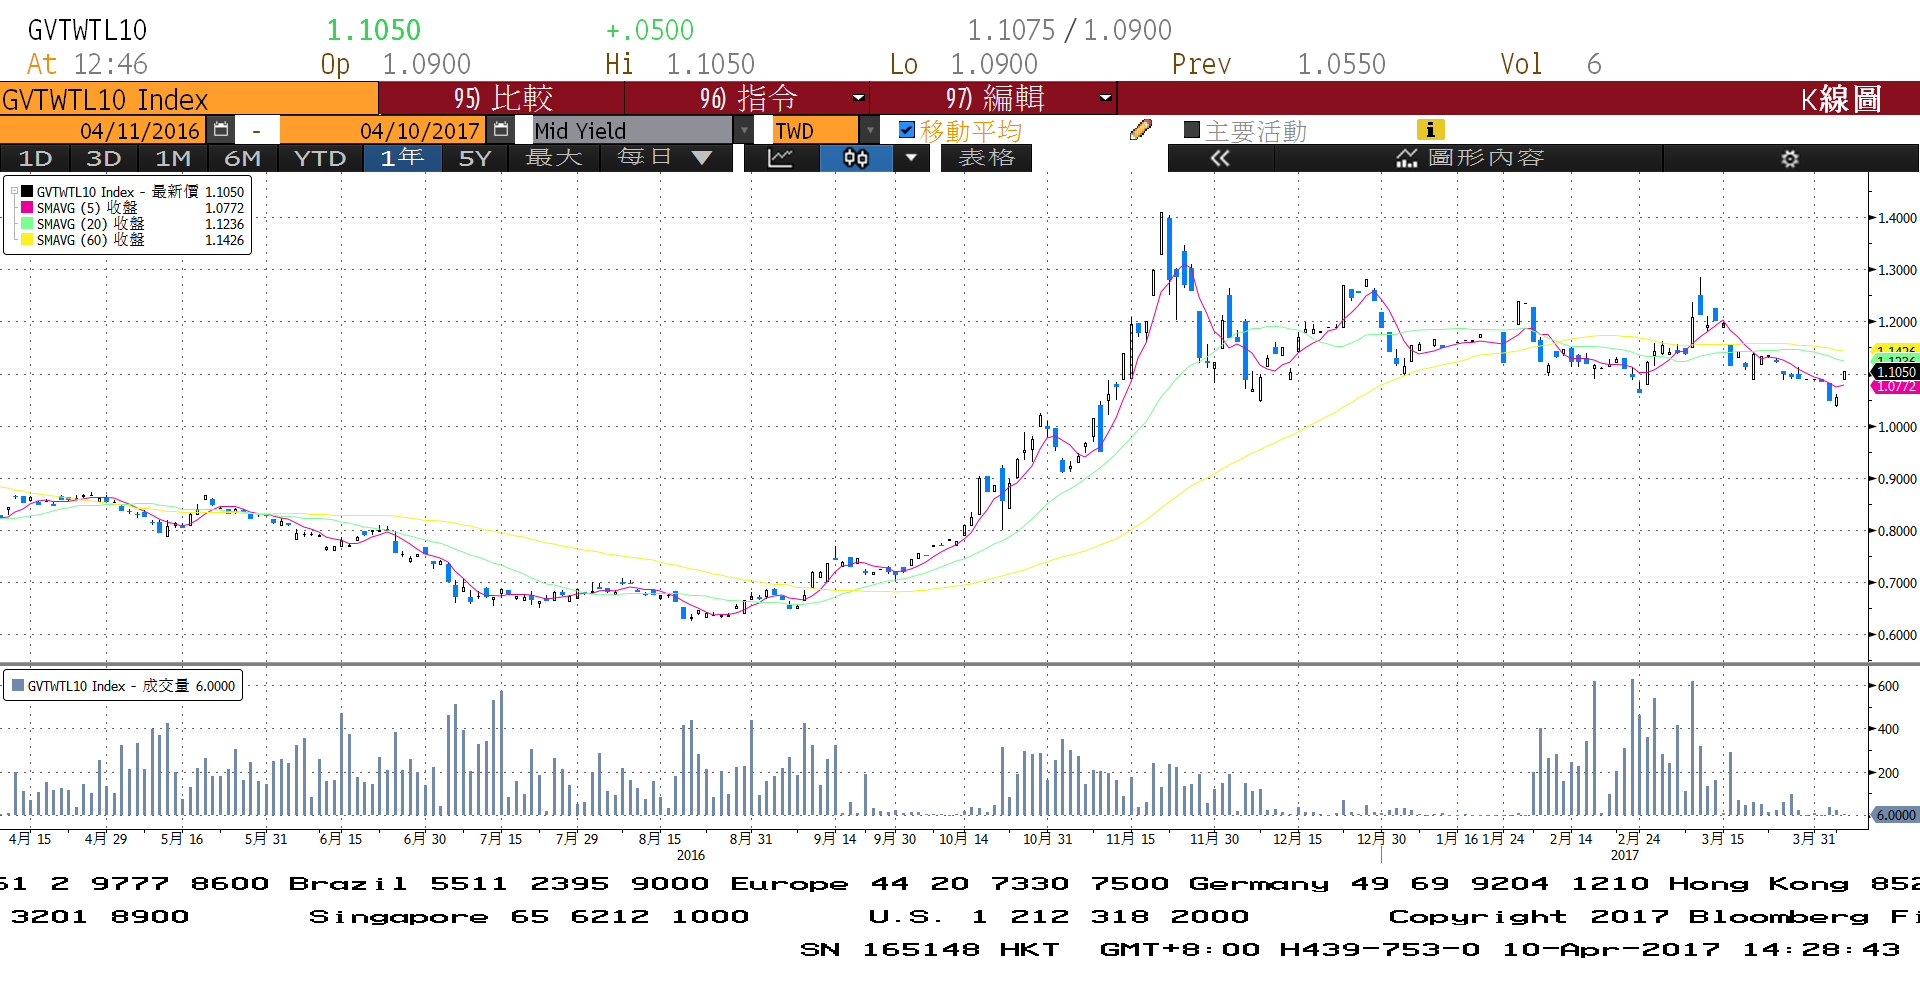 GVTWTL10 1.1050 +.0500 1.1075 / 1.0900
At 12:46 Op 1.0900 Hi 1.1050 Lo 1.0900 Prev 1.0550 Vol 6
GVTWTL10 Index 95) 比較 96) 指令 97) 編輯 K線圖
04/11/2016 - 04/10/2017 Mid Yield TWD 移動平均 主要活動
1D 3D 1M 6M YTD 1年 5Y 最大 每日 表格 圖形內容
GVTWTL10 Index - 最新價 1.1050
SMAVG (5) 收盤 1.0772
SMAVG (20) 收盤 1.1236
SMAVG (60) 收盤 1.1426
1.4000
1.3000
1.2000
1.1426
1.1236
1.1050
1.0772
1.0000
0.9000
0.8000
0.7000
0.6000
GVTWTL10 Index - 成交量 6.0000
600
400
200
6.0000
4月 15 4月 29 5月 16 5月 31 6月 15 6月 30 7月 15 7月 29 8月 15 8月 31 9月 14 9月 30 10月 14 10月 31 11月 15 11月 30 12月 15 12月 30 1月 16 1月 24 2月 14 2月 24 3月 15 3月 31
2016 2017
61 2 9777 8600 Brazil 5511 2395 9000 Europe 44 20 7330 7500 Germany 49 69 9204 1210 Hong Kong 852
3201 8900 Singapore 65 6212 1000 U.S. 1 212 318 2000 Copyright 2017 Bloomberg Fi
SN 165148 HKT GMT+8:00 H439-753-0 10-Apr-2017 14:28:43